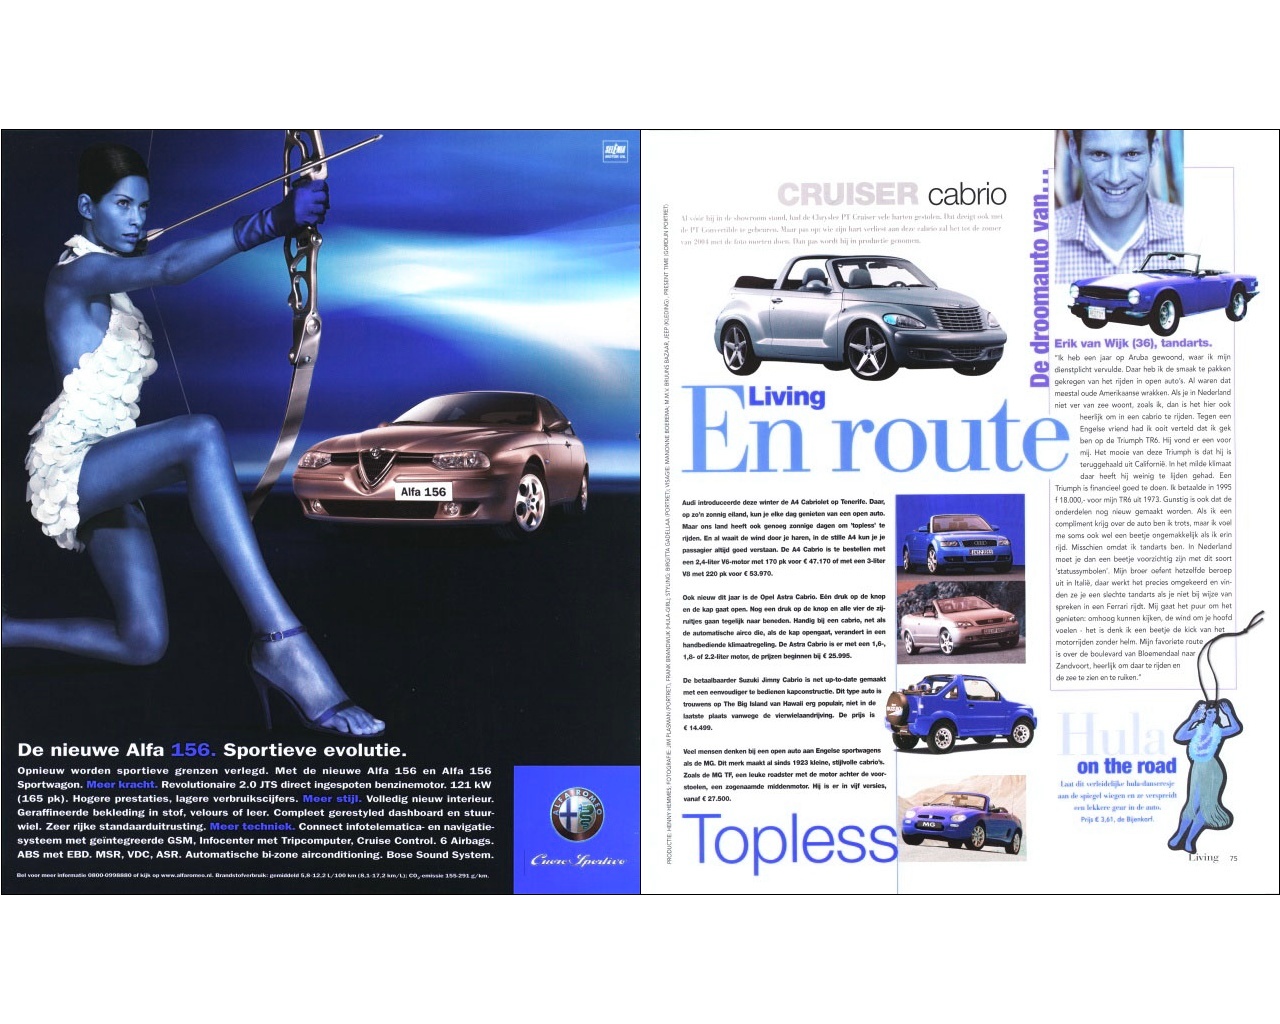 SELÈNIA
MOTOR OIL
Alfa 156
De nieuwe Alfa 156. Sportieve evolutie.
Opnieuw worden sportieve grenzen verlegd. Met de nieuwe Alfa 156 en Alfa 156
Sportwagon. Meer kracht. Revolutionaire 2.0 JTS direct ingespoten benzinemotor. 121 kW
(165 pk). Hogere prestaties, lagere verbruikscijfers. Meer stijl. Volledig nieuw interieur.
Geraffineerde bekleding in stof, velours of leer. Compleet gerestyled dashboard en stuur-
wiel. Zeer rijke standaarduitrusting. Meer techniek. Connect infotelematica- en navigatie-
systeem met geïntegreerde GSM, Infocenter met Tripcomputer, Cruise Control. 6 Airbags.
ABS met EBD. MSR, VDC, ASR. Automatische bi-zone airconditioning. Bose Sound System.
Bel voor meer informatie 0800-0998880 of kijk op www.alfaromeo.nl. Brandstofverbruik: gemiddeld 5,8-12,2 L/100 km (8,1-17,2 km/L); CO2 emissie 155-291 g/km.
ALFA ROMEO
Cuore Sportivo
PRODUCTIE: HENNY HEMMES; FOTOGRAFIE: JIM PLASMAN (PORTRET), FRANK BRANDWIJK (HULA-GIRL); STYLING: BIRGITTA GADELLAA (PORTRET); VISAGIE: MANONNE BOEREMA; M.M.V. BRUUNS BAZAAR, JEEP (KLEDING), PRESENT TIME (GORDIJN PORTRET)
CRUISER cabrio
Al vóór hij in de showroom stond, had de Chrysler PT Cruiser vele harten gestolen. Dat dreigt ook met
de PT Convertible te gebeuren. Maar pas op: wie zijn hart verliest aan deze cabrio zal het tot de zomer
van 2004 met de foto moeten doen. Dan pas wordt hij in productie genomen.
Living
En route
Audi introduceerde deze winter de A4 Cabriolet op Tenerife. Daar,
op zo'n zonnig eiland, kun je elke dag genieten van een open auto.
Maar ons land heeft ook genoeg zonnige dagen om 'topless' te
rijden. En al waait de wind door je haren, in de stille A4 kun je je
passagier altijd goed verstaan. De A4 Cabrio is te bestellen met
een 2,4-liter V6-motor met 170 pk voor € 47.170 of met een 3-liter
V8 met 220 pk voor € 53.970.
Ook nieuw dit jaar is de Opel Astra Cabrio. Eén druk op de knop
en de kap gaat open. Nog een druk op de knop en alle vier de zij-
ruitjes gaan tegelijk naar beneden. Handig bij een cabrio, net als
de automatische airco die, als de kap opengaat, verandert in een
handbediende klimaatregeling. De Astra Cabrio is er met een 1,6-,
1,8- of 2.2-liter motor, de prijzen beginnen bij € 25.995.
De betaalbaarder Suzuki Jimny Cabrio is net up-to-date gemaakt
met een eenvoudiger te bedienen kapconstructie. Dit type auto is
trouwens op The Big Island van Hawaii erg populair, niet in de
laatste plaats vanwege de vierwielaandrijving. De prijs is
€ 14.499.
Veel mensen denken bij een open auto aan Engelse sportwagens
als de MG. Dit merk maakt al sinds 1923 kleine, stijlvolle cabrio's.
Zoals de MG TF, een leuke roadster met de motor achter de voor-
stoelen, een zogenaamde middenmotor. Hij is er in vijf versies,
vanaf € 27.500.
Topless
MG
De droomauto van...
Erik van Wijk (36), tandarts.
"Ik heb een jaar op Aruba gewoond, waar ik mijn
dienstplicht vervulde. Daar heb ik de smaak te pakken
gekregen van het rijden in open auto's. Al waren dat
meestal oude Amerikaanse wrakken. Als je in Nederland
niet ver van zee woont, zoals ik, dan is het hier ook
heerlijk om in een cabrio te rijden. Tegen een
Engelse vriend had ik ooit verteld dat ik gek
ben op de Triumph TR6. Hij vond er een voor
mij. Het mooie van deze Triumph is dat hij is
teruggehaald uit Californië. In het milde klimaat
daar heeft hij weinig te lijden gehad. Een
Triumph is financieel goed te doen. Ik betaalde in 1995
f 18.000,- voor mijn TR6 uit 1973. Gunstig is ook dat de
onderdelen nog nieuw gemaakt worden. Als ik een
compliment krijg over de auto ben ik trots, maar ik voel
me soms ook wel een beetje ongemakkelijk als ik erin
rijd. Misschien omdat ik tandarts ben. In Nederland
moet je dan een beetje voorzichtig zijn met dit soort
'statussymbolen'. Mijn broer oefent hetzelfde beroep
uit in Italië, daar werkt het precies omgekeerd en vin-
den ze je een slechte tandarts als je niet bij wijze van
spreken in een Ferrari rijdt. Mij gaat het puur om het
genieten: omhoog kunnen kijken, de wind om je hoofd
voelen - het is denk ik een beetje de kick van het
motorrijden zonder helm. Mijn favoriete route
is over de boulevard van Bloemendaal naar
Zandvoort, heerlijk om daar te rijden en
de zee te zien en te ruiken."
Hula
on the road
Laat dit verleidelijke hula-danseresje
aan de spiegel wiegen en ze verspreidt
een lekkere geur in de auto.
Prijs € 3,61, de Bijenkorf.
Living 75